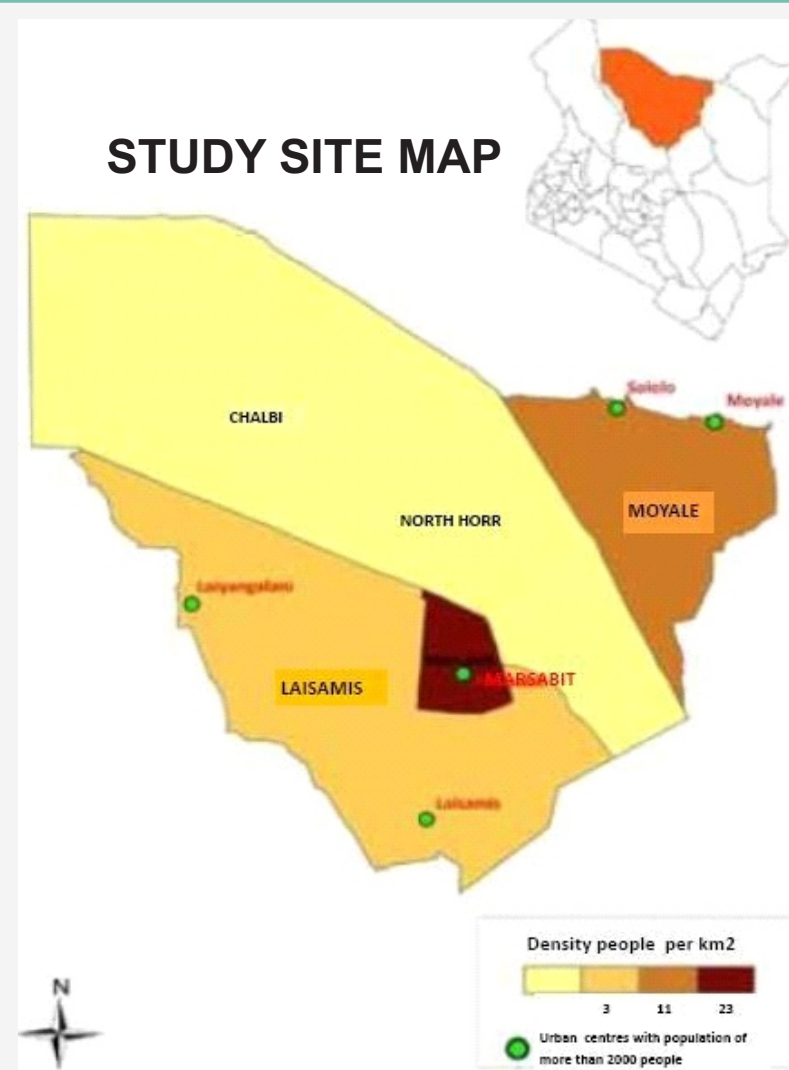 STUDY SITE MAP
Sololo
Moyale
CHALBI
MOYALE
NORTH HORR
LAISAMIS
MARSABIT
Laisamis
Density people per km2
3 11 23
N
Urban centres with population of
more than 2000 people